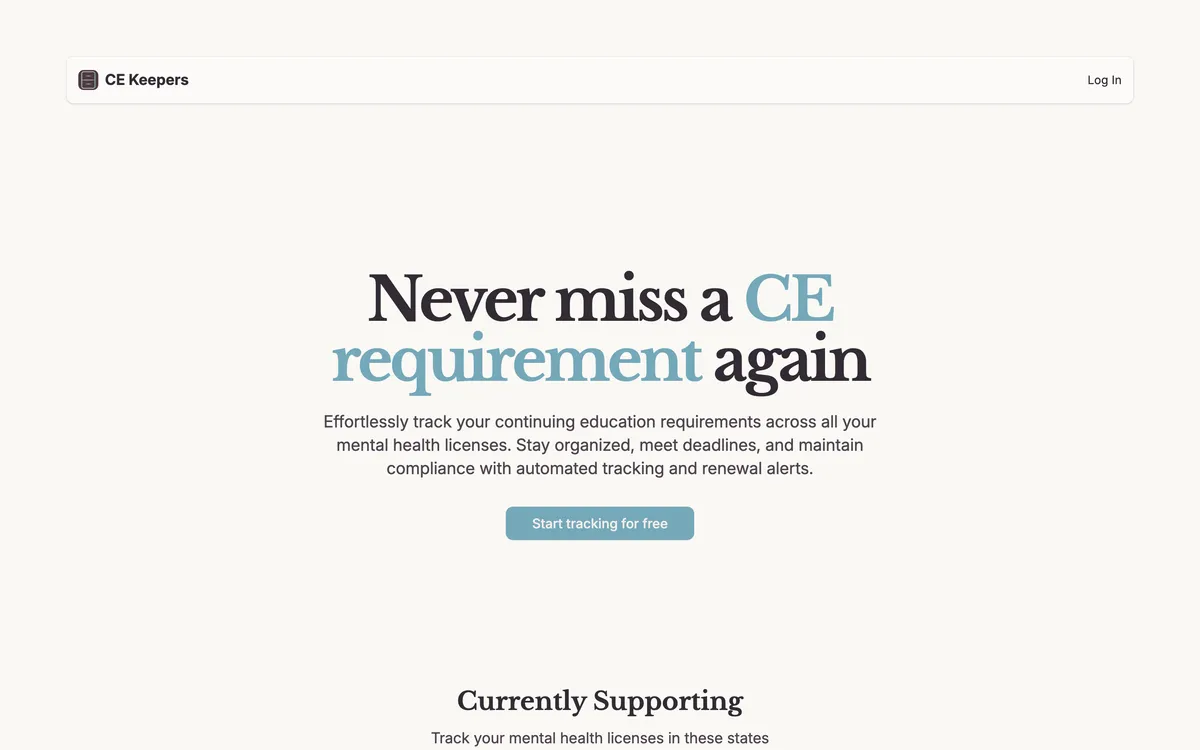 CE Keepers
Log In
Never miss a CE
requirement again
Effortlessly track your continuing education requirements across all your
mental health licenses. Stay organized, meet deadlines, and maintain
compliance with automated tracking and renewal alerts.
Start tracking for free
Currently Supporting
Track your mental health licenses in these states